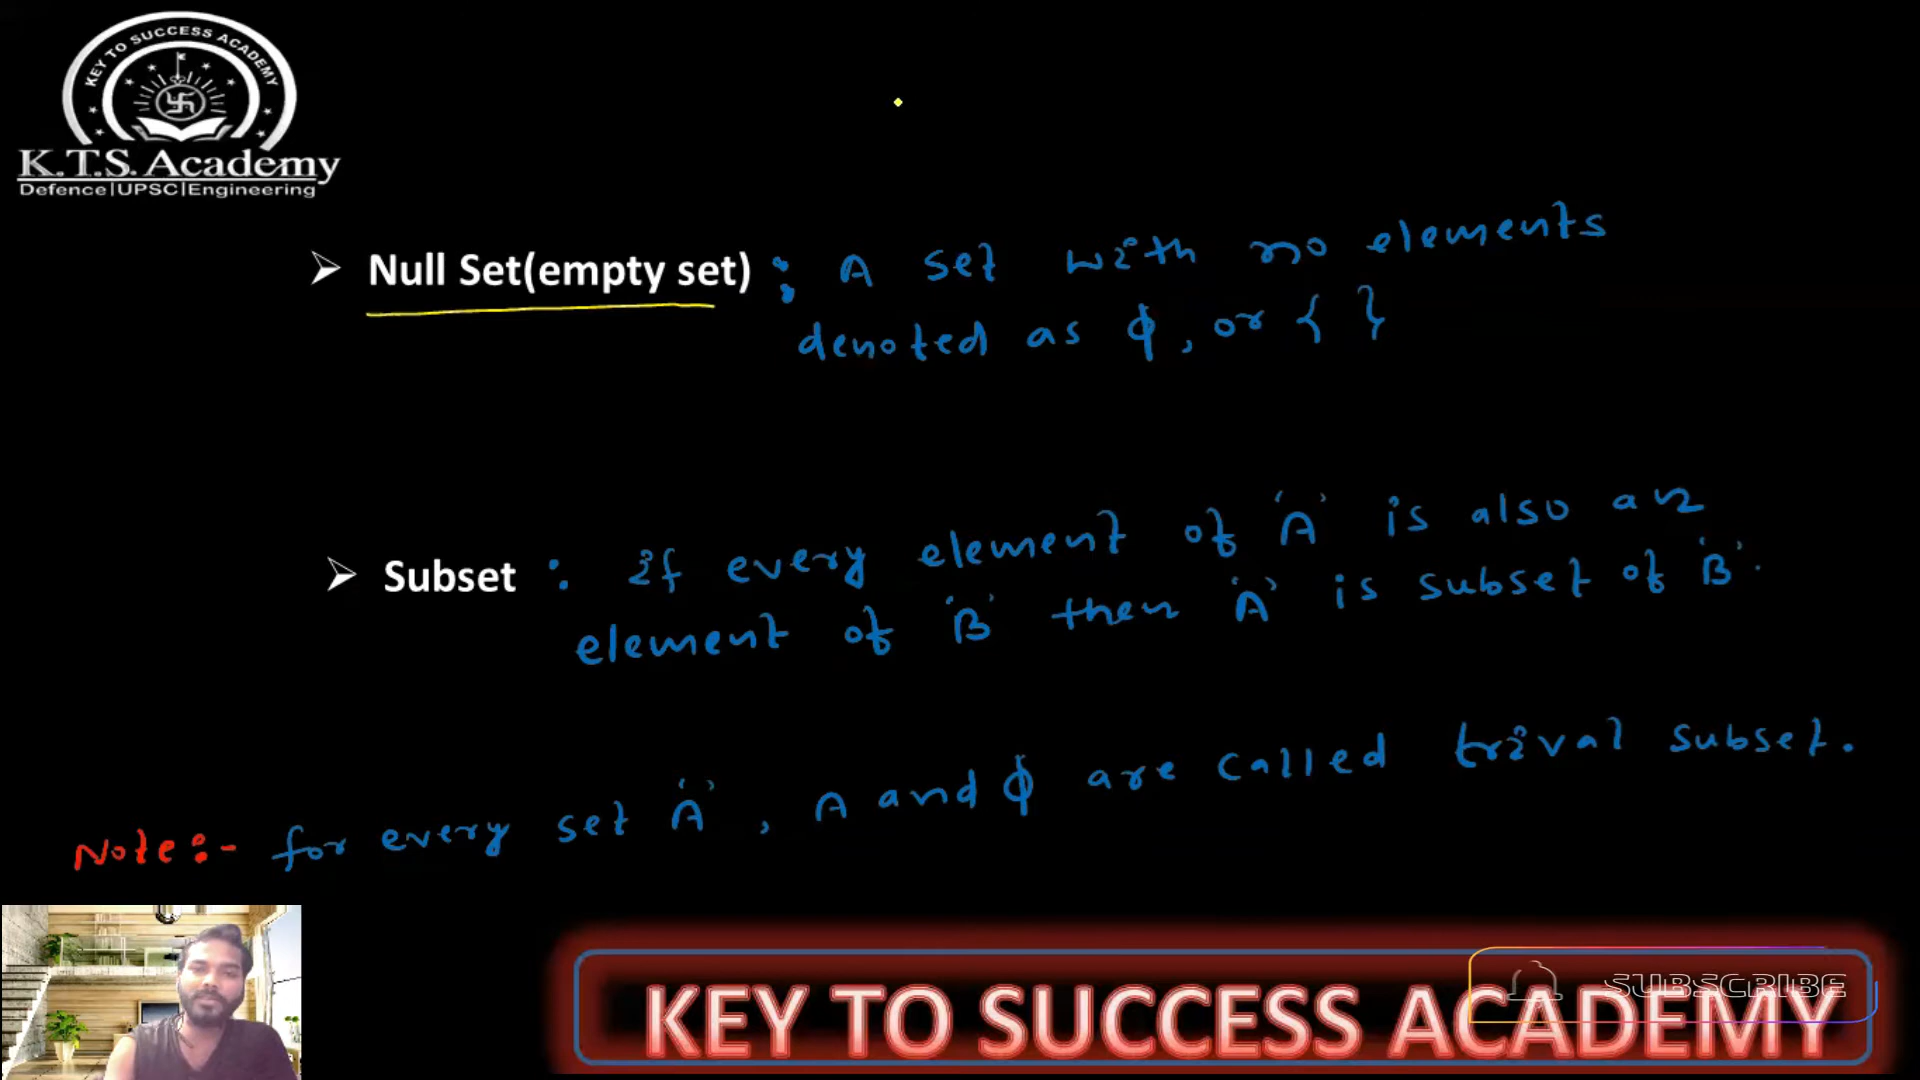 KEY TO SUCCESS ACADEMY
K.T.S. Academy
Defence|UPSC|Engineering
➢ Null Set(empty set) : A set with no elements
denoted as ϕ, or { }
➢ Subset : If every element of 'A' is also an
element of 'B' then 'A' is subset of 'B'.
Note:- for every set 'A', A and ϕ are called trival subset.
SUBSCRIBE
KEY TO SUCCESS ACADEMY